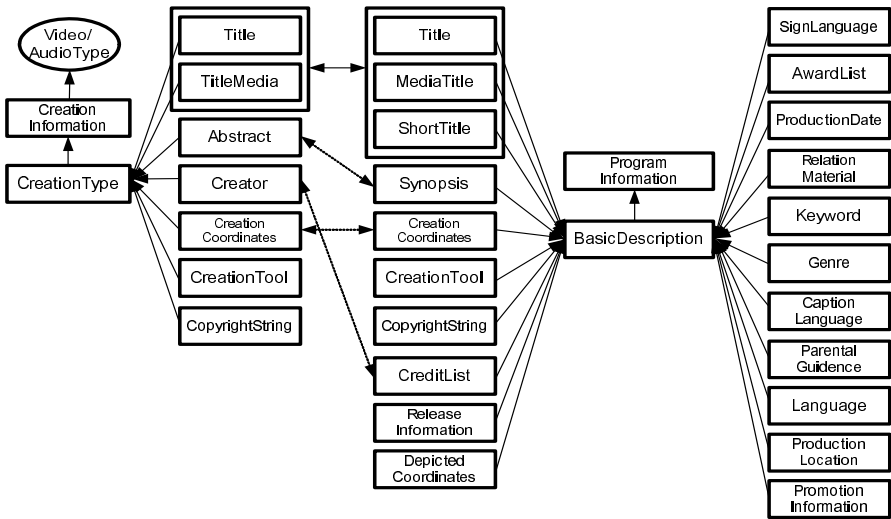 Video/
AudioType
Creation
Information
CreationType
Title
TitleMedia
Abstract
Creator
Creation
Coordinates
CreationTool
CopyrightString
Title
MediaTitle
ShortTitle
Synopsis
Creation
Coordinates
CreationTool
CopyrightString
CreditList
Release
Information
Depicted
Coordinates
Program
Information
BasicDescription
SignLanguage
AwardList
ProductionDate
Relation
Material
Keyword
Genre
Caption
Language
Parental
Guidence
Language
Production
Location
Promotion
Information